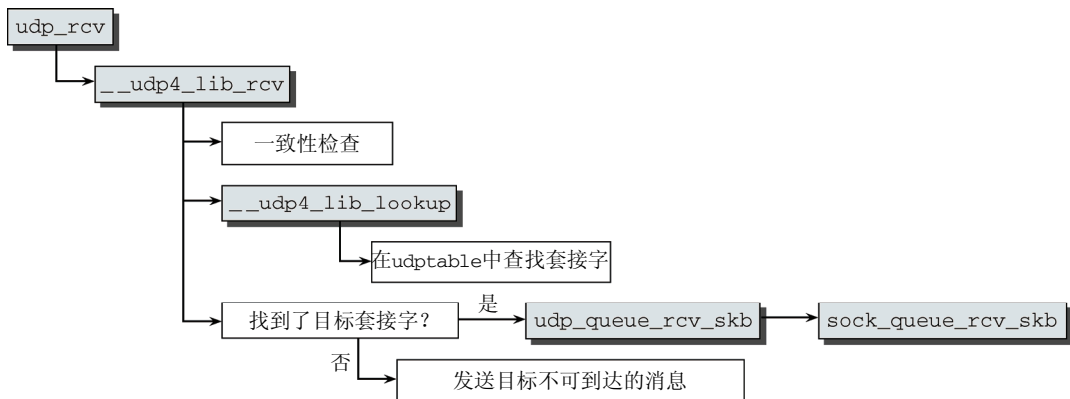 udp_rcv
__udp4_lib_rcv
一致性检查
__udp4_lib_lookup
在udptable中查找套接字
找到了目标套接字？
是
udp_queue_rcv_skb
sock_queue_rcv_skb
否
发送目标不可到达的消息